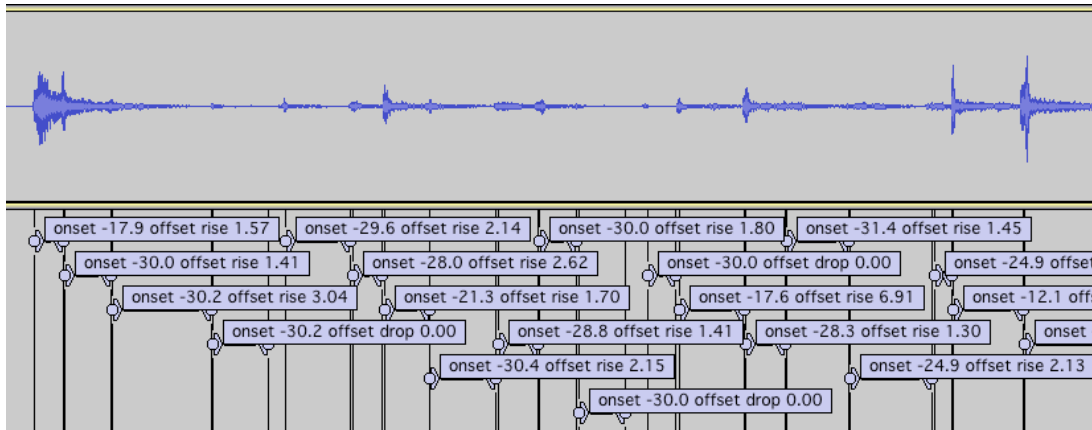 onset -17.9 offset rise 1.57
onset -29.6 offset rise 2.14
onset -30.0 offset rise 1.80
onset -31.4 offset rise 1.45
onset -30.0 offset rise 1.41
onset -28.0 offset rise 2.62
onset -30.0 offset drop 0.00
onset -24.9 offset
onset -30.2 offset rise 3.04
onset -21.3 offset rise 1.70
onset -17.6 offset rise 6.91
onset -12.1 off
onset -30.2 offset drop 0.00
onset -28.8 offset rise 1.41
onset -28.3 offset rise 1.30
onset
onset -30.4 offset rise 2.15
onset -24.9 offset rise 2.13
onset -30.0 offset drop 0.00